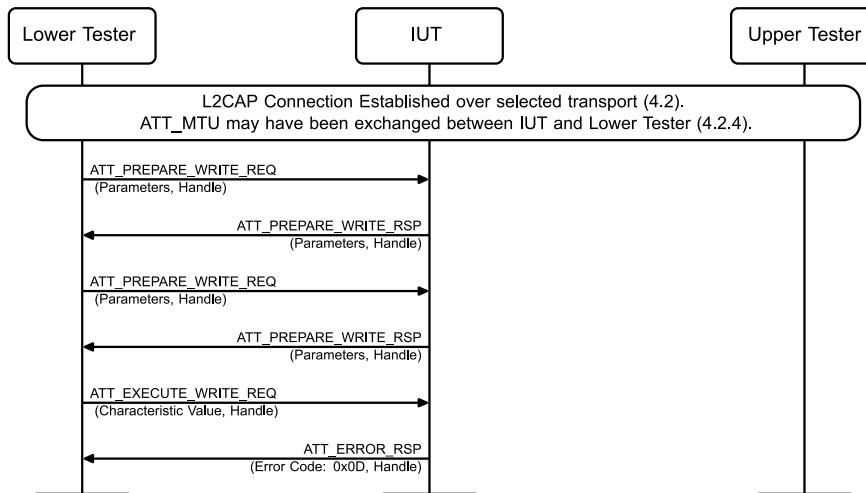 Lower Tester
IUT
Upper Tester
L2CAP Connection Established over selected transport (4.2).
ATT_MTU may have been exchanged between IUT and Lower Tester (4.2.4).
ATT_PREPARE_WRITE_REQ
(Parameters, Handle)
ATT_PREPARE_WRITE_RSP
(Parameters, Handle)
ATT_PREPARE_WRITE_REQ
(Parameters, Handle)
ATT_PREPARE_WRITE_RSP
(Parameters, Handle)
ATT_EXECUTE_WRITE_REQ
(Characteristic Value, Handle)
ATT_ERROR_RSP
(Error Code: 0x0D, Handle)